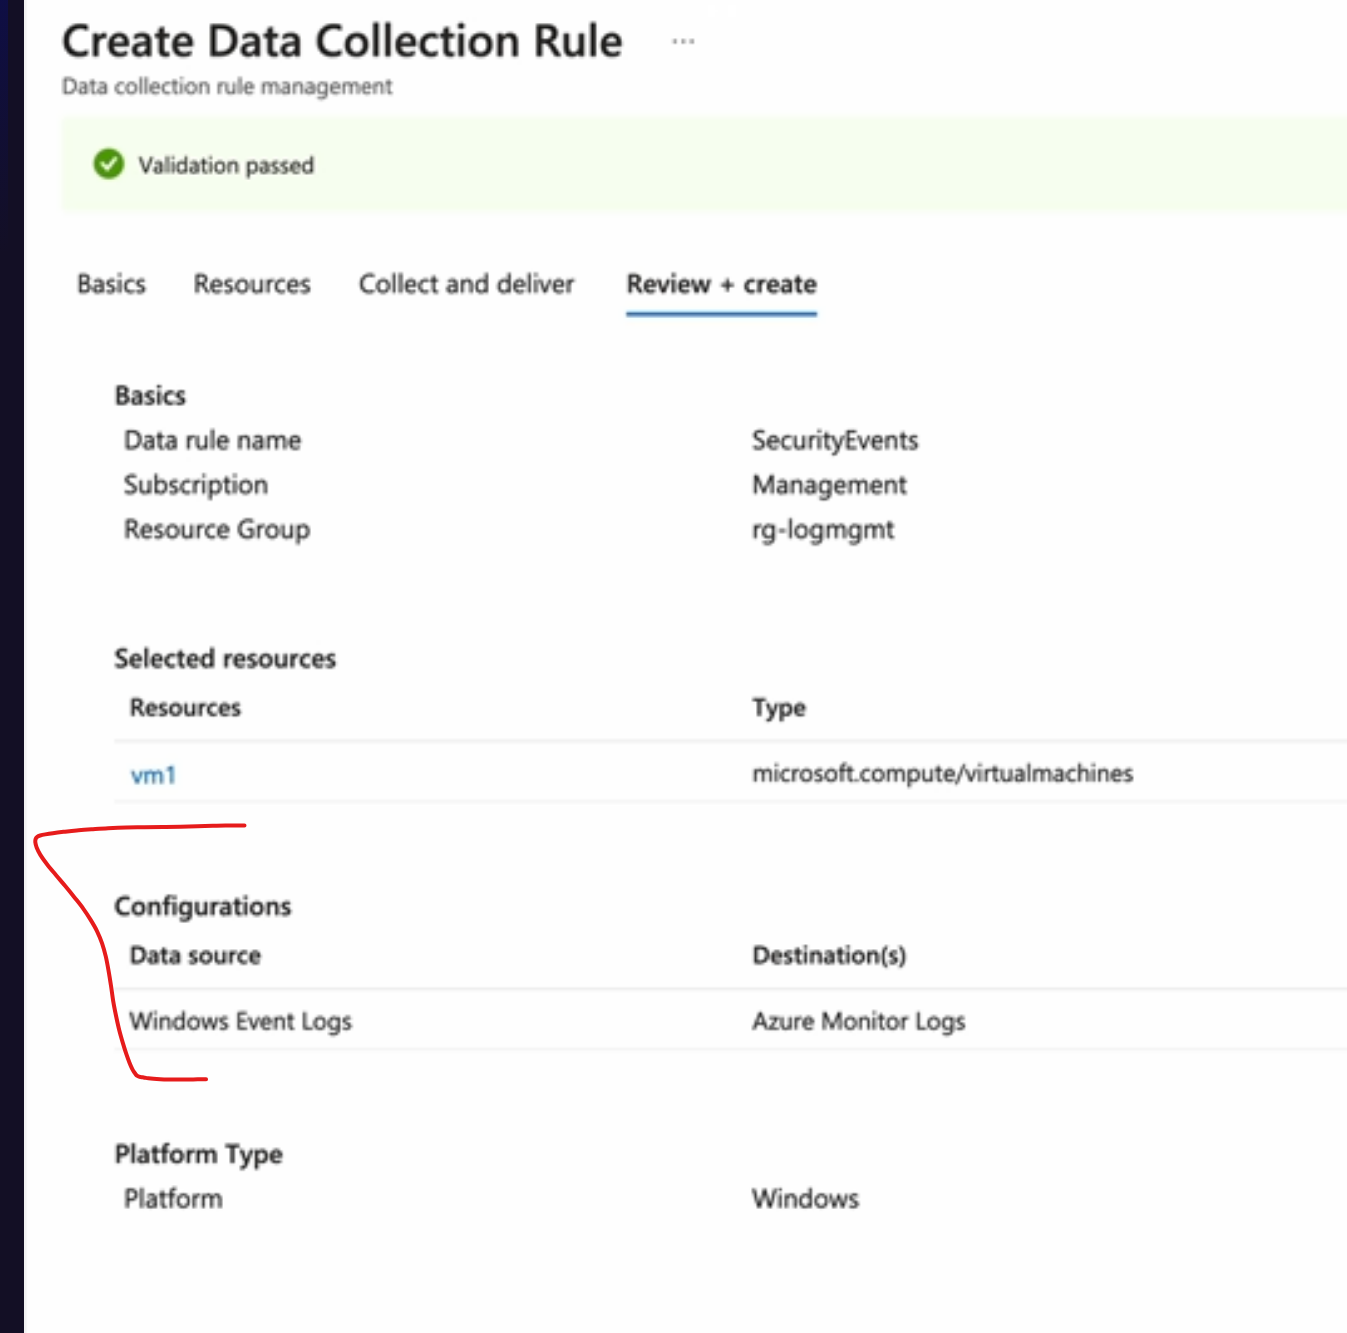 Create Data Collection Rule ...
Data collection rule management
Validation passed
Basics Resources Collect and deliver Review + create
Basics
Data rule name SecurityEvents
Subscription Management
Resource Group rg-logmgmt
Selected resources
Resources Type
vm1 microsoft.compute/virtualmachines
Configurations
Data source Destination(s)
Windows Event Logs Azure Monitor Logs
Platform Type
Platform Windows